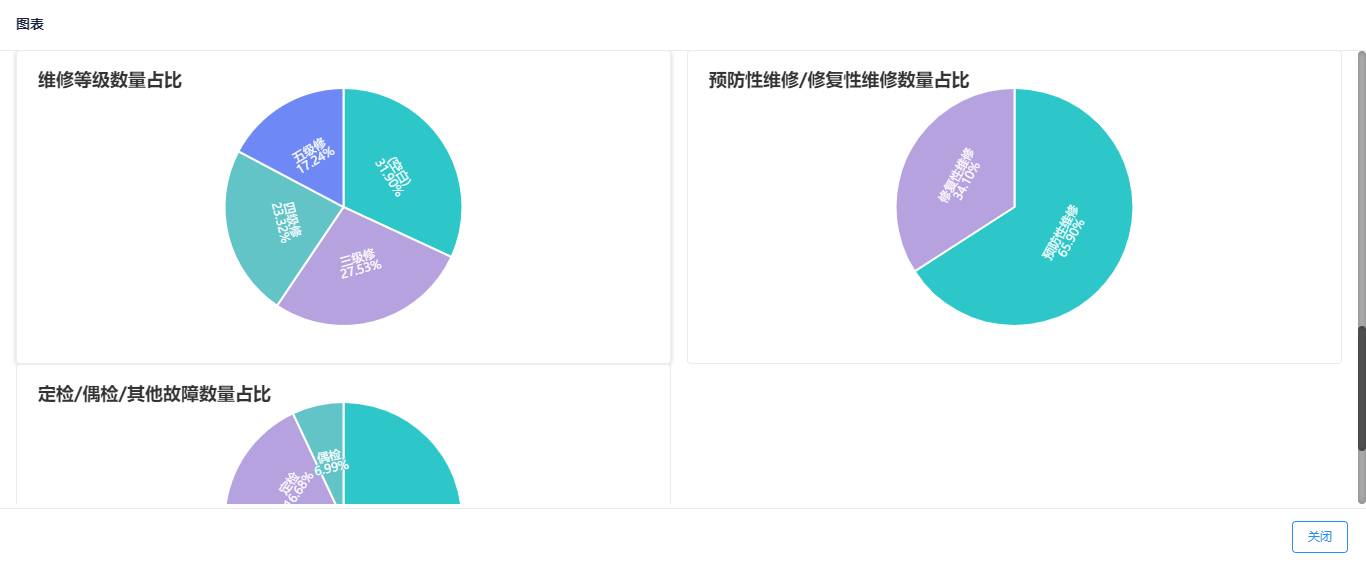 图表
维修等级数量占比
预防性维修/修复性维修数量占比
五级修
17.24%
(空白)
31.90%
四级修
23.32%
三级修
27.53%
修复性维修
34.10%
预防性维修
65.90%
定检/偶检/其他故障数量占比
偶检
6.99%
定检
16.68%
关闭